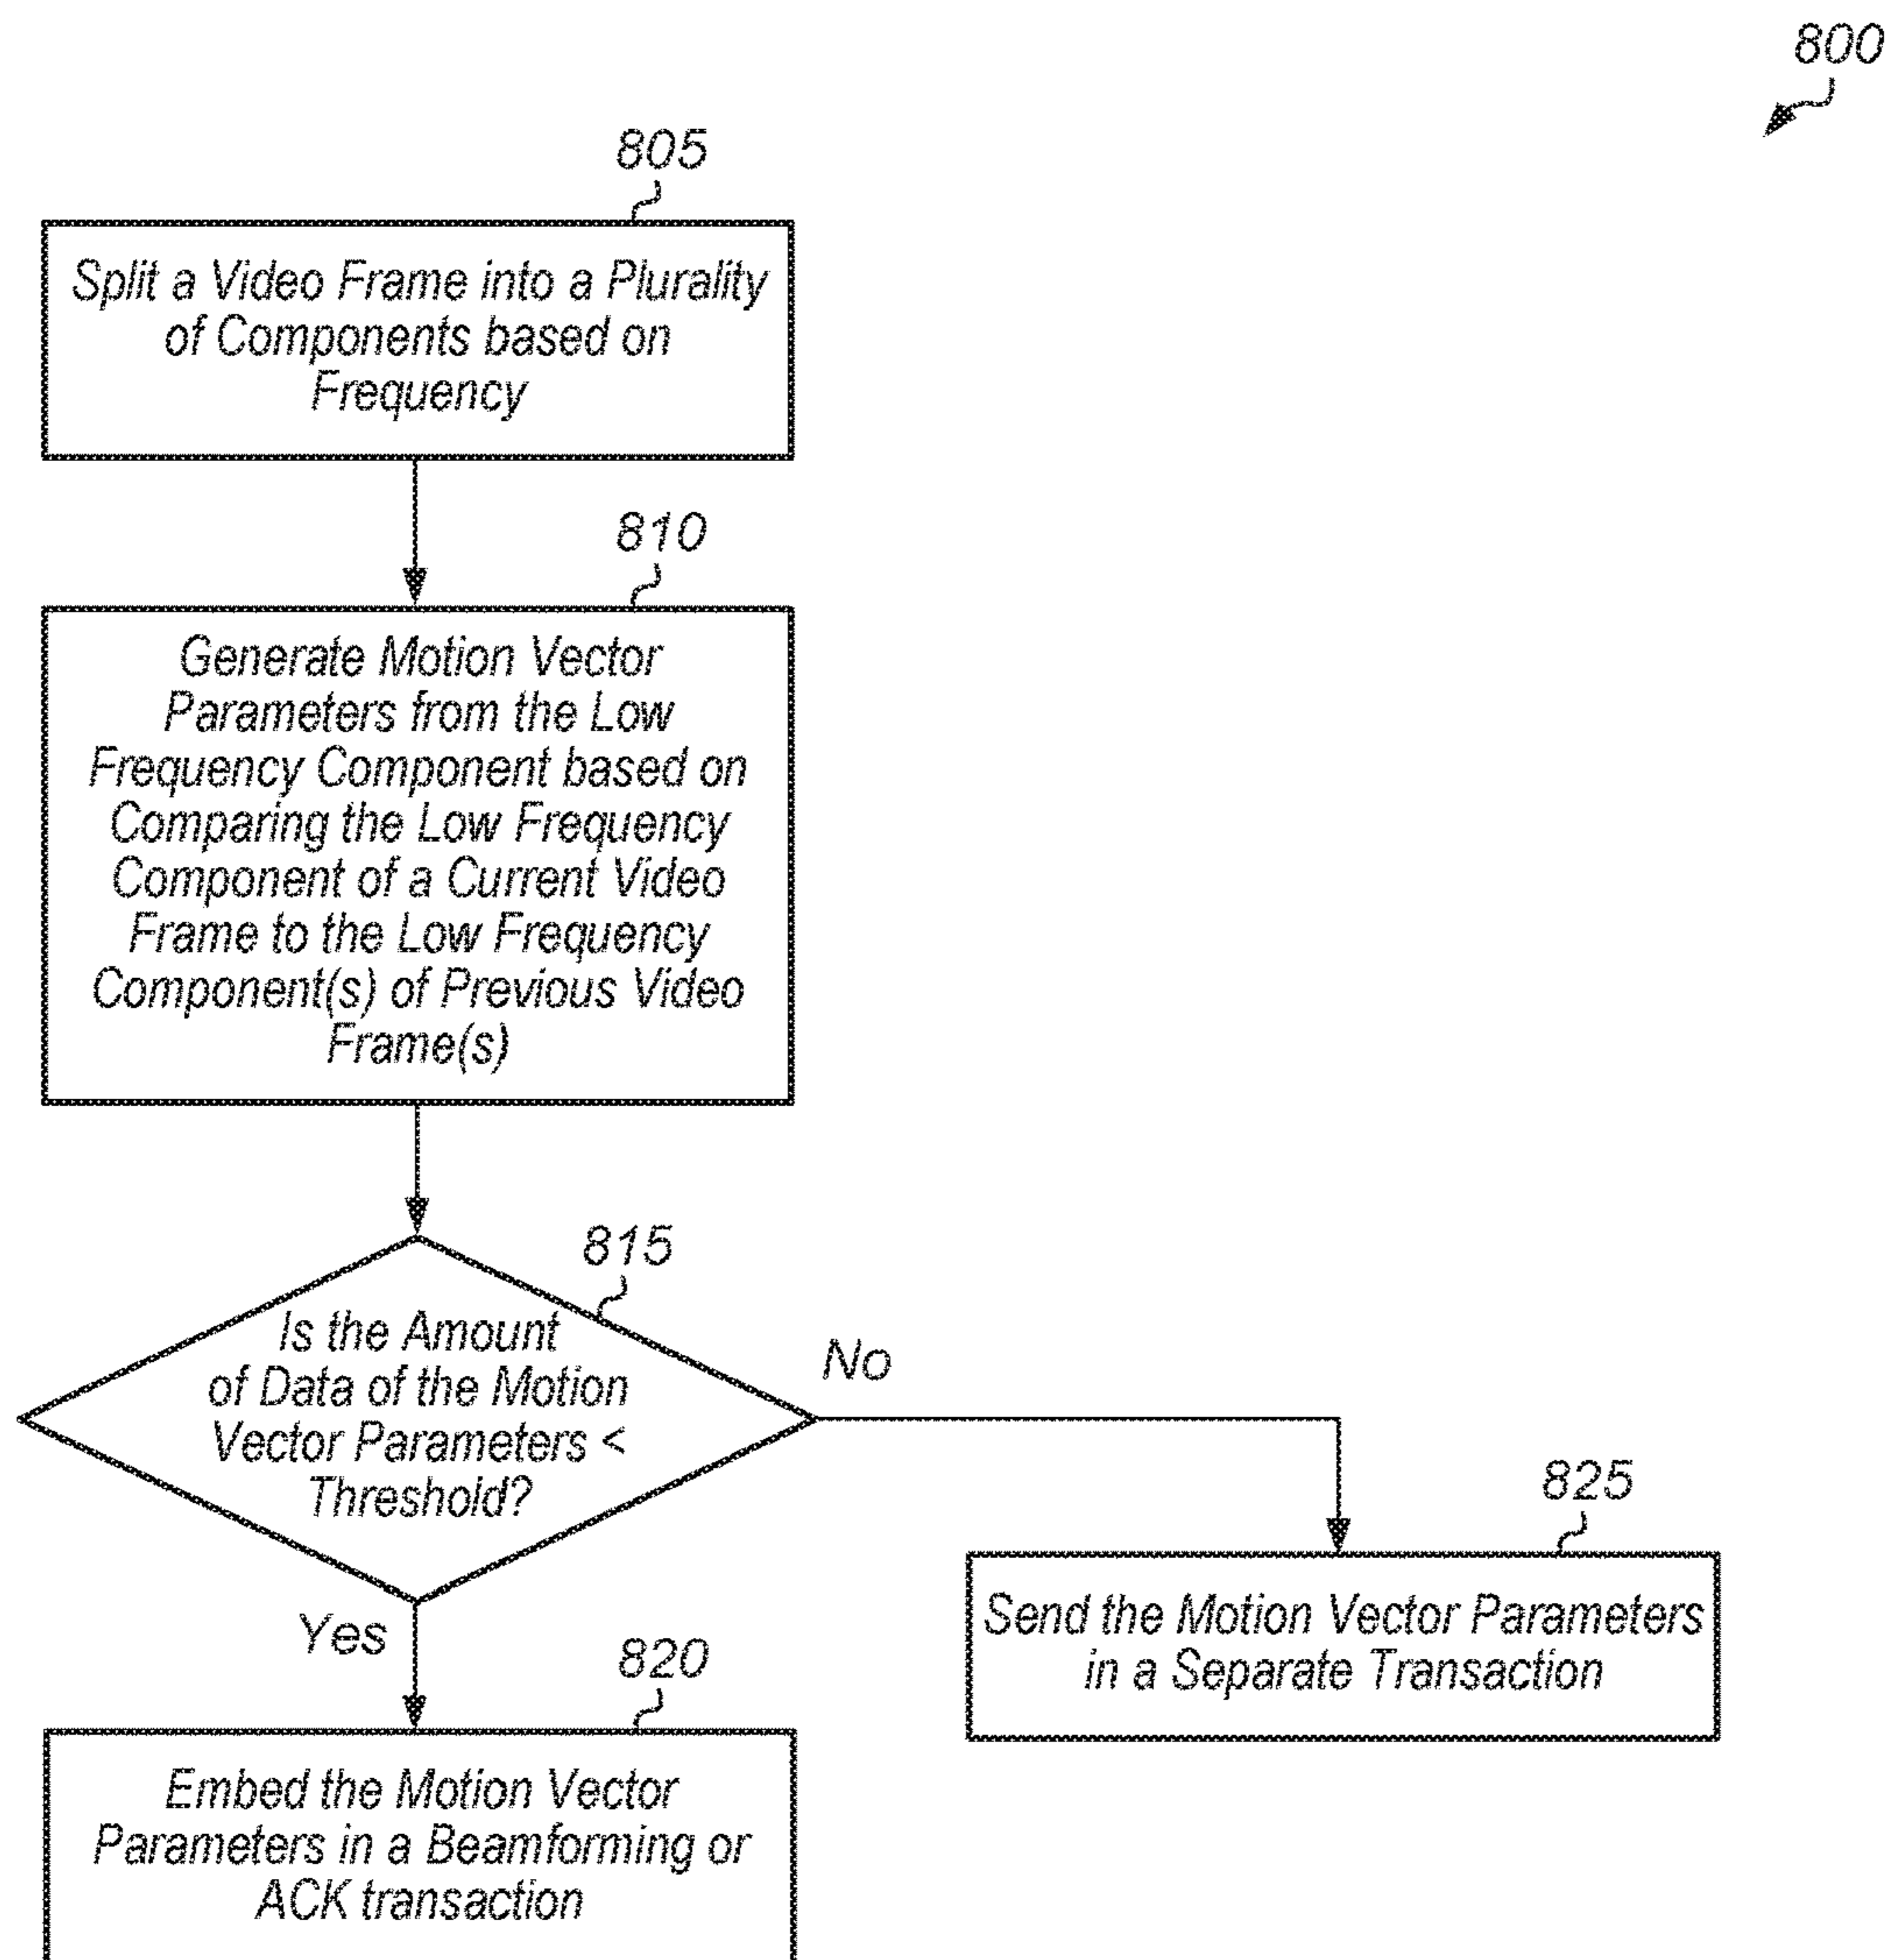 800
805
Split a Video Frame into a Plurality
of Components based on
Frequency
810
Generate Motion Vector
Parameters from the Low
Frequency Component based on
Comparing the Low Frequency
Component of a Current Video
Frame to the Low Frequency
Component(s) of Previous Video
Frame(s)
815
Is the Amount
of Data of the Motion
Vector Parameters <
Threshold?
No
825
Send the Motion Vector Parameters
in a Separate Transaction
Yes
820
Embed the Motion Vector
Parameters in a Beamforming or
ACK transaction